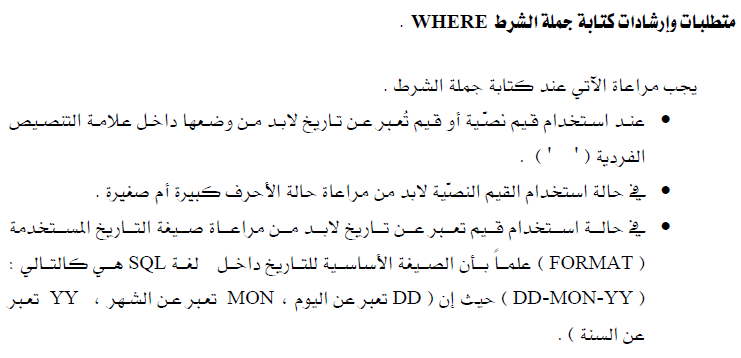 متطلبات وإرشادات كتابة جملة الشرط WHERE .
يجب مراعاة الآتي عند كتابة جملة الشرط .
• عند استخدام قيم نصّية أو قيم تُعبر عن تاريخ لابد من وضعها داخل علامة التنصيص
الفردية ( ' ' ) .
• في حالة استخدام القيم النصيّة لابد من مراعاة حالة الأحرف كبيرة أم صغيرة .
• في حالة استخدام قيم تعبر عن تاريخ لابد من مراعاة صيغة التاريخ المستخدمة
( FORMAT ) علماً بأن الصيغة الأساسية للتاريخ داخل لغة SQL هي كالتالي :
( DD-MON-YY ) حيث إن ( DD تعبر عن اليوم ، MON تعبر عن الشهر ، YY تعبر
عن السنة ) .